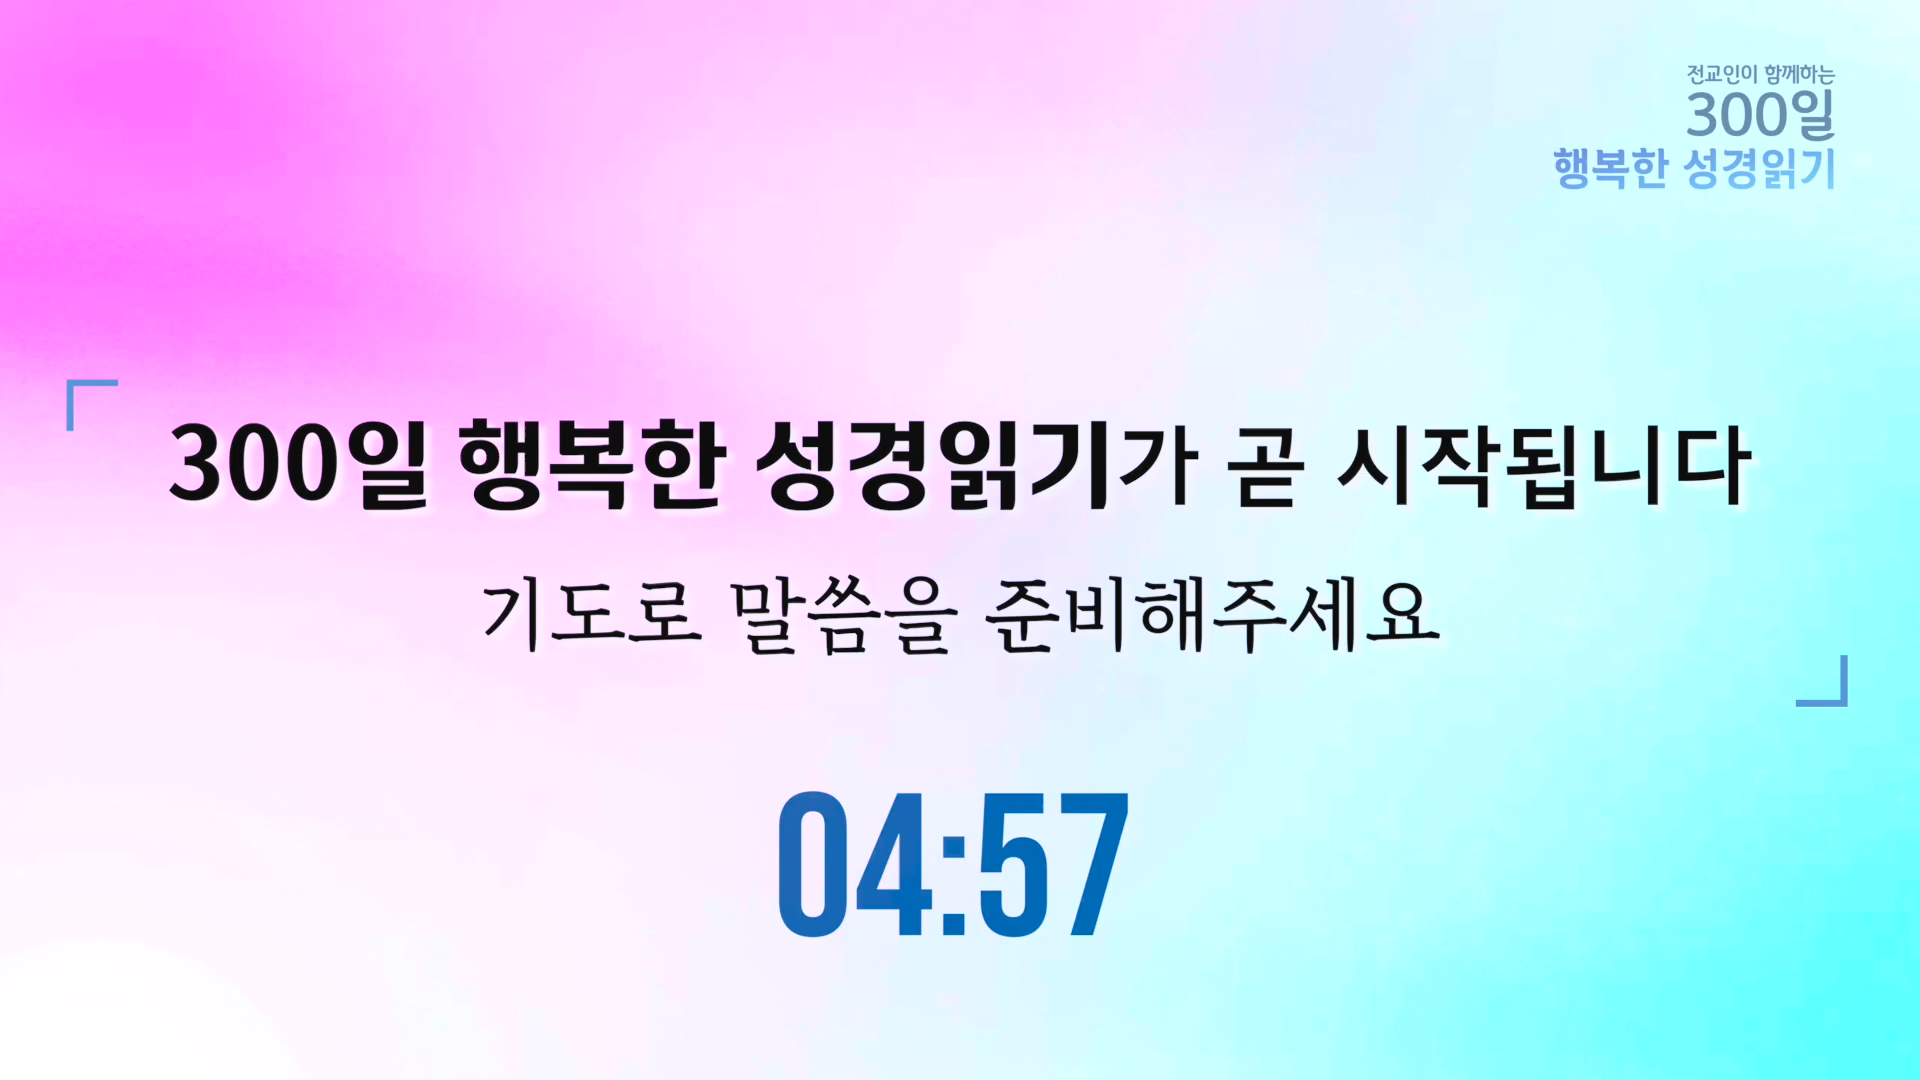 전교인이 함께하는
300일
행복한 성경읽기
300일 행복한 성경읽기가 곧 시작됩니다
기도로 말씀을 준비해주세요
04:57